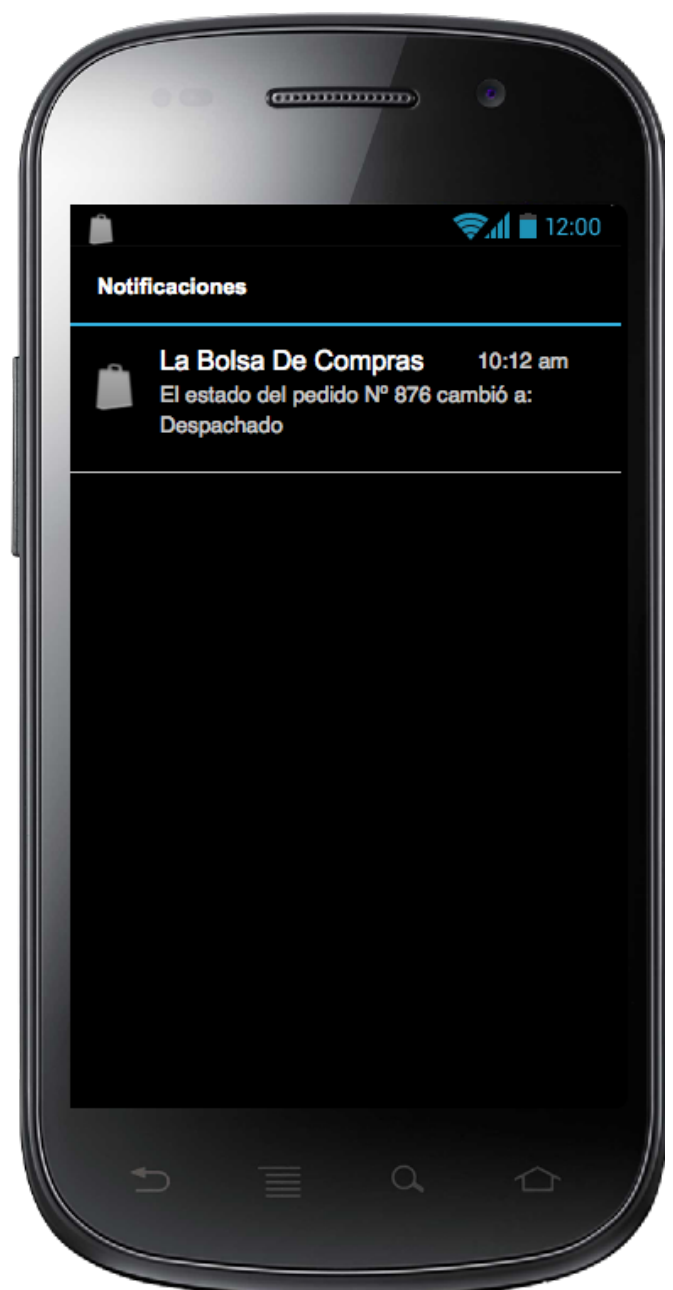 12:00
Notificaciones
La Bolsa De Compras 10:12 am
El estado del pedido Nº 876 cambió a:
Despachado